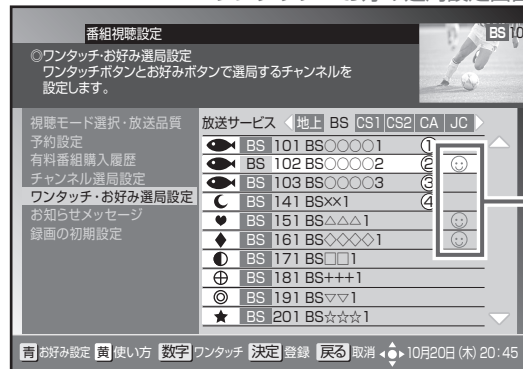 番組視聴設定
BS 10
◎ワンタッチ・お好み選局設定
ワンタッチボタンとお好みボタンで選局するチャンネルを
設定します。
視聴モード選択・放送品質
予約設定
有料番組購入履歴
チャンネル選局設定
ワンタッチ・お好み選局設定
お知らせメッセージ
録画の初期設定
放送サービス 地上 BS CS1 CS2 CA JC
BS 101 BS○○○○1 ①
BS 102 BS○○○○2 ②
BS 103 BS○○○○3 ③
BS 141 BS××1 ④
BS 151 BS△△△1
BS 161 BS◇◇◇◇1
BS 171 BS□□1
BS 181 BS+++1
BS 191 BS▽▽1
BS 201 BS☆☆☆1
青 お好み設定 黄 使い方 数字 ワンタッチ 決定 登録 戻る 取消 10月20日(木) 20:45